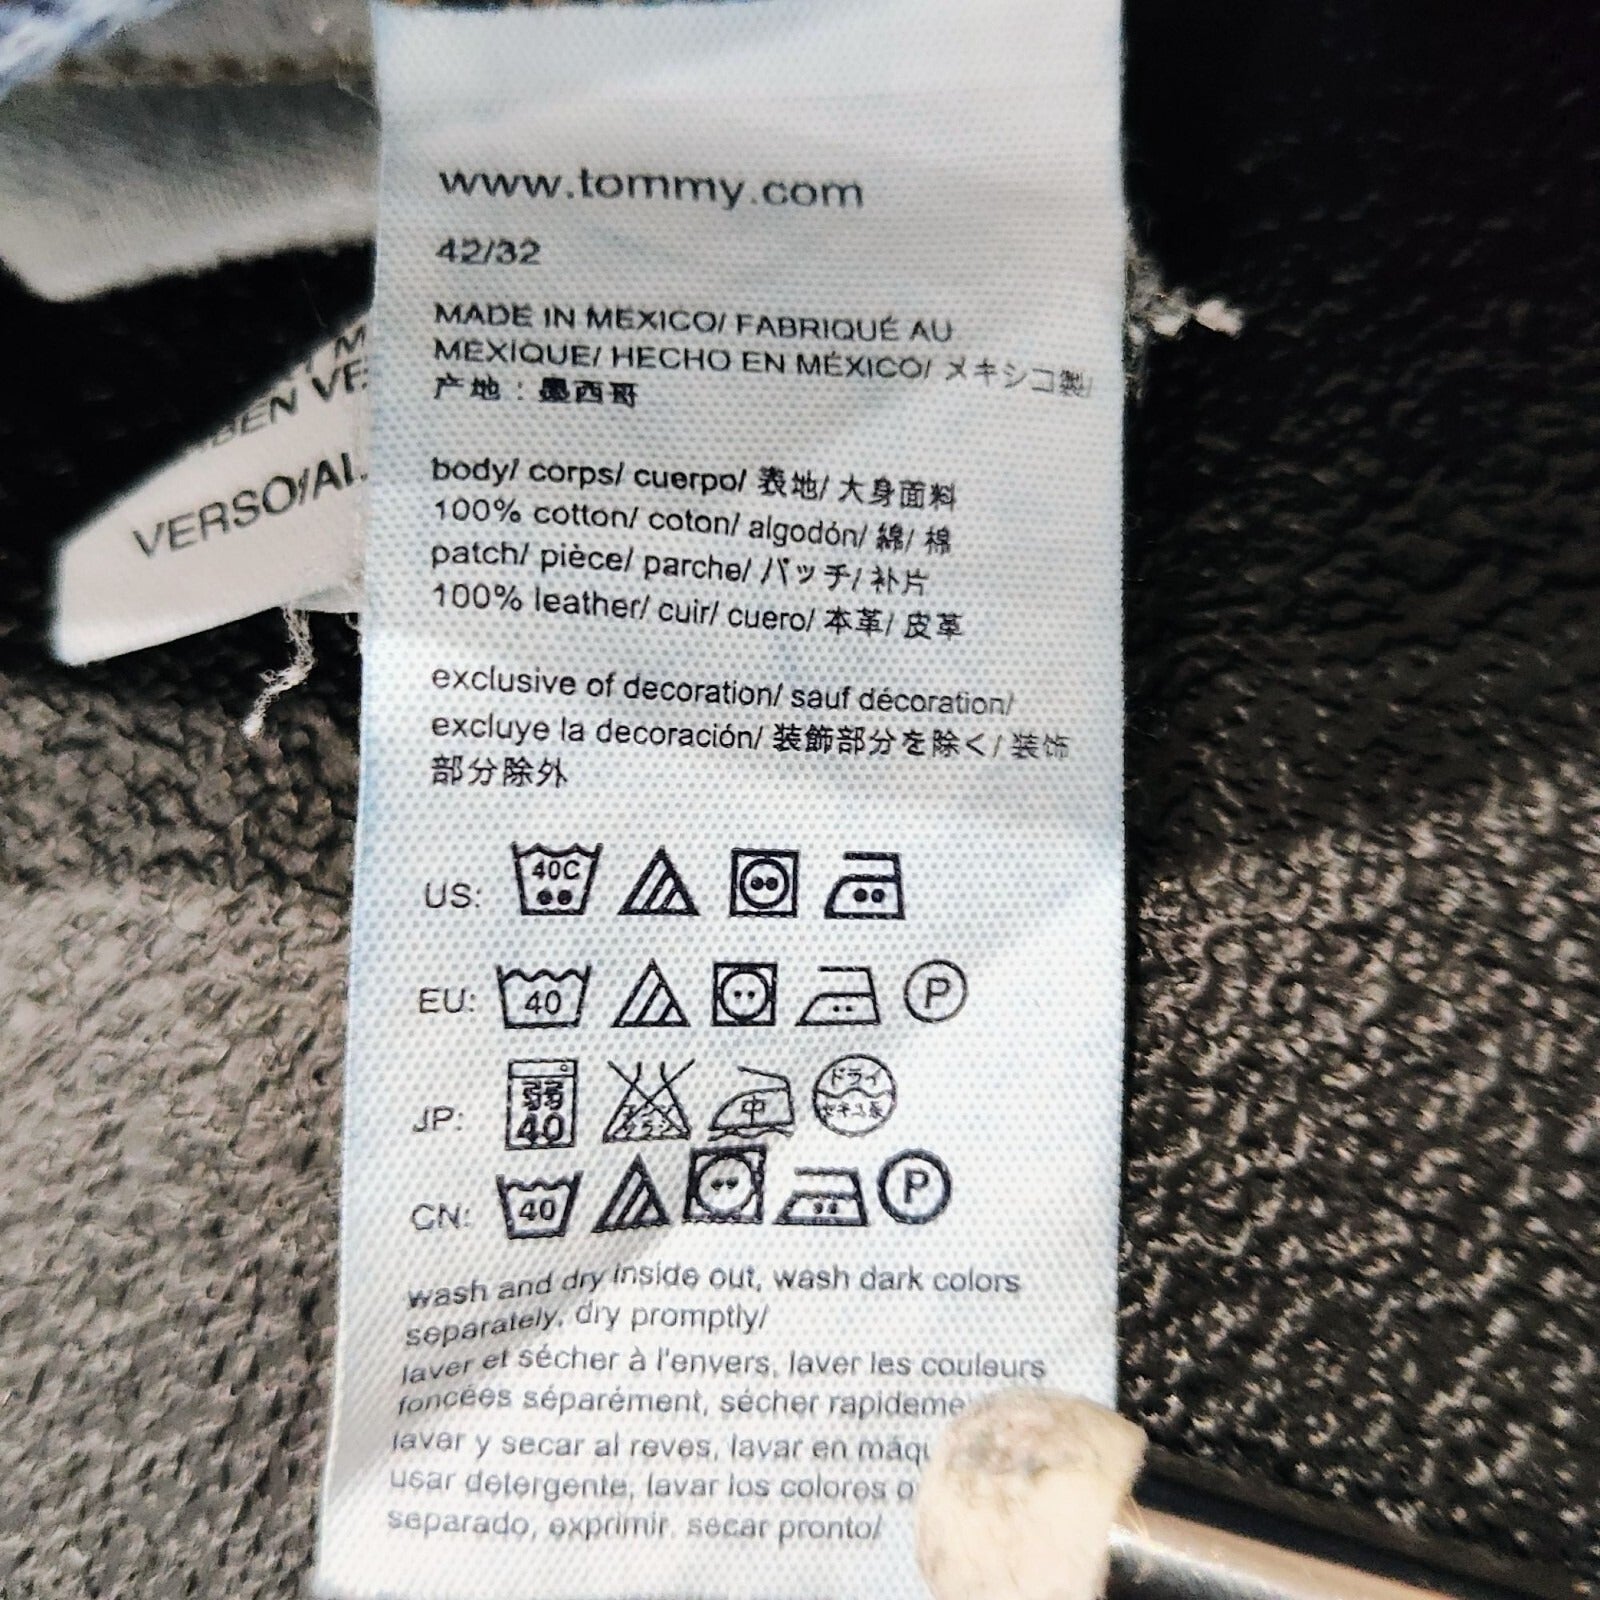 www.tommy.com
42/32
MADE IN MEXICO/ FABRIQUÉ AU
MEXIQUE/ HECHO EN MÉXICO/ メキシコ製/
产地：墨西哥
body/ corps/ cuerpo/ 表地/ 大身面料
100% cotton/ coton/ algodón/ 綿/ 棉
patch/ pièce/ parche/ パッチ/ 补片
100% leather/ cuir/ cuero/ 本革/ 皮革
exclusive of decoration/ sauf décoration/
excluye la decoración/ 装飾部分を除く/ 装饰
部分除外
US: 40C
EU: 40 P
JP: 弱 40 中 ドライ
CN: 40 P
wash and dry inside out, wash dark colors
separately, dry promptly/
laver et sécher à l'envers, laver les couleurs
foncées séparément, sécher rapideme
lavar y secar al reves, lavar en máqu
usar detergente, lavar los colores o
separado, exprimir, secar pronto/
VERSO/AL
BEN VE